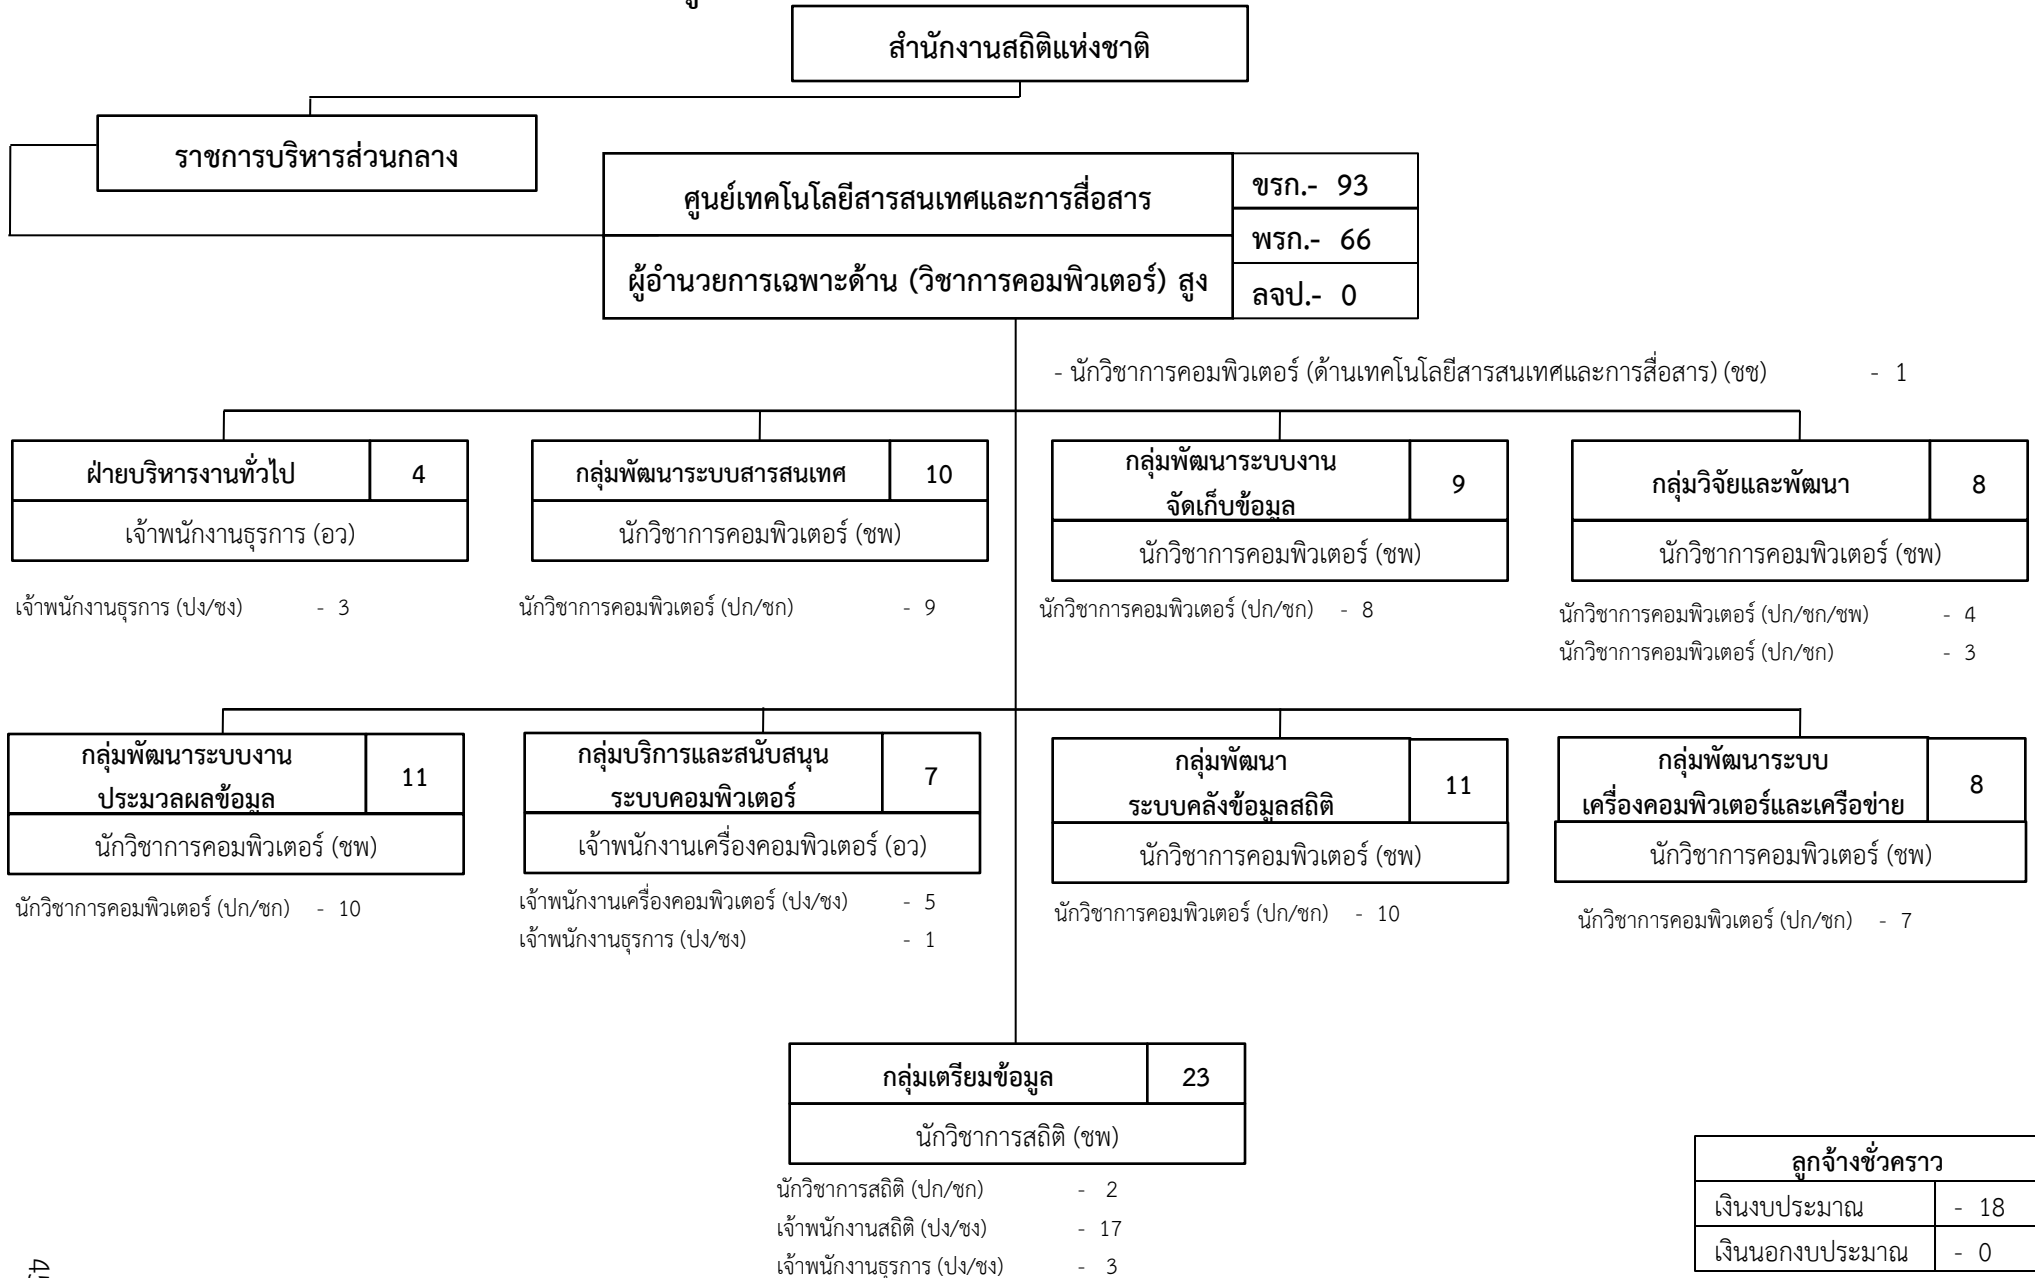 สำนักงานสถิติแห่งชาติ
ราชการบริหารส่วนกลาง
ศูนย์เทคโนโลยีสารสนเทศและการสื่อสาร
ผู้อำนวยการเฉพาะด้าน (วิชาการคอมพิวเตอร์) สูง
ขรก.- 93
พรก.- 66
ลจป.- 0
- นักวิชาการคอมพิวเตอร์ (ด้านเทคโนโลยีสารสนเทศและการสื่อสาร) (ชช) - 1
ฝ่ายบริหารงานทั่วไป 4
เจ้าพนักงานธุรการ (อว)
เจ้าพนักงานธุรการ (ปง/ชง) - 3
กลุ่มพัฒนาระบบสารสนเทศ 10
นักวิชาการคอมพิวเตอร์ (ชพ)
นักวิชาการคอมพิวเตอร์ (ปก/ชก) - 9
กลุ่มพัฒนาระบบงาน
จัดเก็บข้อมูล 9
นักวิชาการคอมพิวเตอร์ (ชพ)
นักวิชาการคอมพิวเตอร์ (ปก/ชก) - 8
กลุ่มวิจัยและพัฒนา 8
นักวิชาการคอมพิวเตอร์ (ชพ)
นักวิชาการคอมพิวเตอร์ (ปก/ชก/ชพ) - 4
นักวิชาการคอมพิวเตอร์ (ปก/ชก) - 3
กลุ่มพัฒนาระบบงาน
ประมวลผลข้อมูล 11
นักวิชาการคอมพิวเตอร์ (ชพ)
นักวิชาการคอมพิวเตอร์ (ปก/ชก) - 10
กลุ่มบริการและสนับสนุน
ระบบคอมพิวเตอร์ 7
เจ้าพนักงานเครื่องคอมพิวเตอร์ (อว)
เจ้าพนักงานเครื่องคอมพิวเตอร์ (ปง/ชง) - 5
เจ้าพนักงานธุรการ (ปง/ชง) - 1
กลุ่มพัฒนา
ระบบคลังข้อมูลสถิติ 11
นักวิชาการคอมพิวเตอร์ (ชพ)
นักวิชาการคอมพิวเตอร์ (ปก/ชก) - 10
กลุ่มพัฒนาระบบ
เครื่องคอมพิวเตอร์และเครือข่าย 8
นักวิชาการคอมพิวเตอร์ (ชพ)
นักวิชาการคอมพิวเตอร์ (ปก/ชก) - 7
กลุ่มเตรียมข้อมูล 23
นักวิชาการสถิติ (ชพ)
นักวิชาการสถิติ (ปก/ชก) - 2
เจ้าพนักงานสถิติ (ปง/ชง) - 17
เจ้าพนักงานธุรการ (ปง/ชง) - 3
ลูกจ้างชั่วคราว
เงินงบประมาณ - 18
เงินนอกงบประมาณ - 0